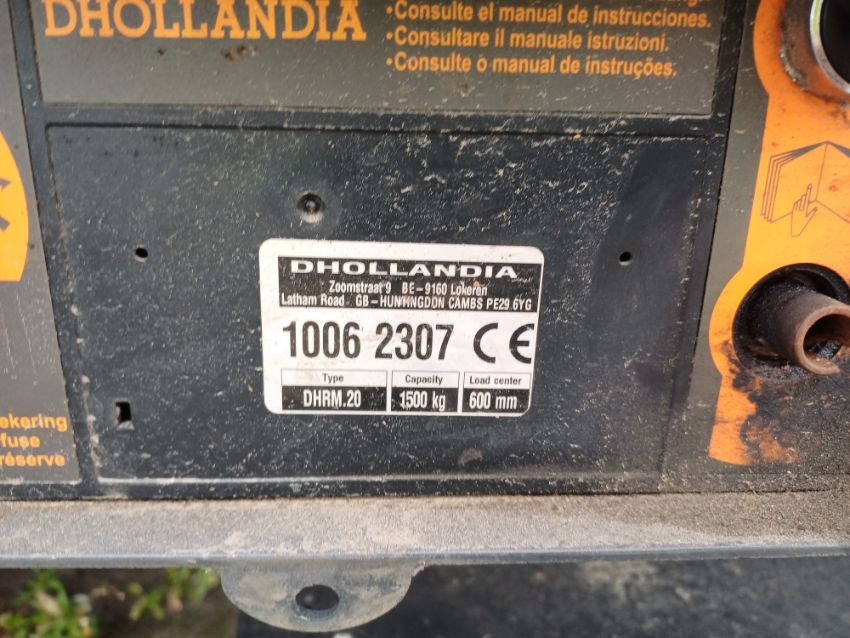 DHOLLANDIA
•Consulte el manual de instrucciones.
•Consultare il manuale istruzioni.
•Consulte o manual de instruções.
DHOLLANDIA
Zoomstraat 9 BE-9160 Lokeren
Latham Road GB-HUNTINGDON CAMBS PE29 6YG
1006 2307 CE
Type Capacity Load center
DHRM.20 1500 kg 600 mm
fuse
réserve